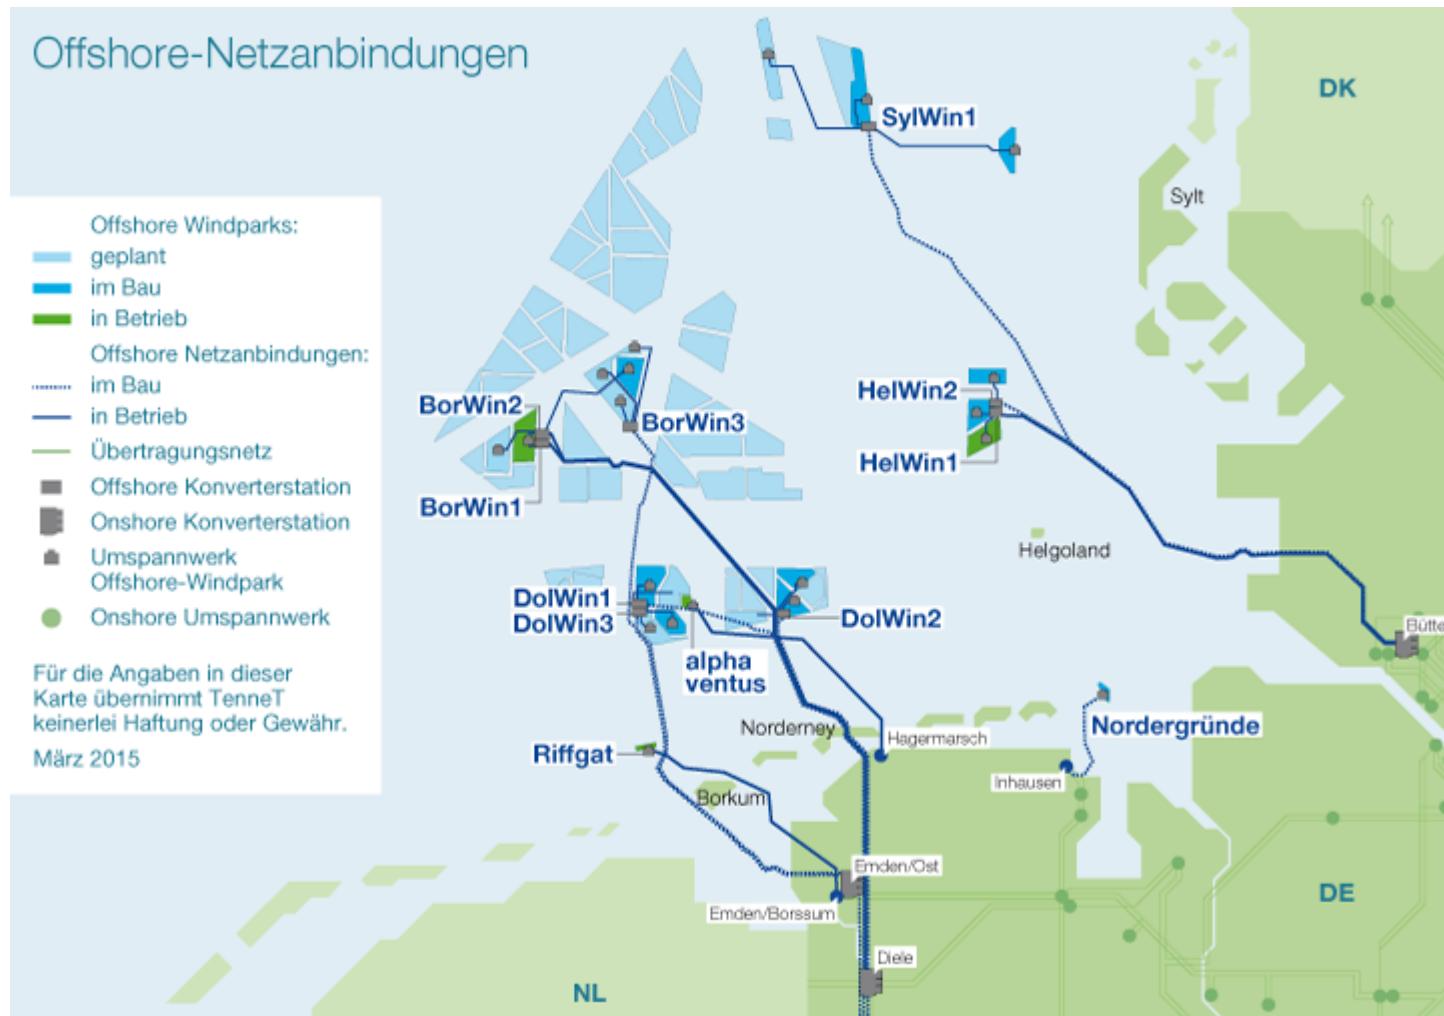 Offshore-Netzanbindungen
DK
SylWin1
Sylt
Offshore Windparks:
geplant
im Bau
in Betrieb
Offshore Netzanbindungen:
im Bau
in Betrieb
Übertragungsnetz
Offshore Konverterstation
Onshore Konverterstation
Umspannwerk
Offshore-Windpark
Onshore Umspannwerk
Für die Angaben in dieser
Karte übernimmt TenneT
keinerlei Haftung oder Gewähr.
März 2015
BorWin2
BorWin3
BorWin1
HelWin2
HelWin1
Helgoland
DolWin1
DolWin3
DolWin2
alpha
ventus
Bütte
Norderney
Hagermarsch
Nordergründe
Riffgat
Inhausen
Borkum
Emden/Ost
Emden/Borssum
DE
Diele
NL